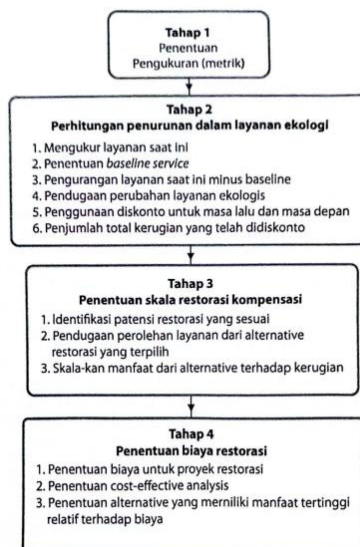 Tahap 1
Penentuan
Pengukuran (metrik)
Tahap 2
Perhitungan penurunan dalam layanan ekologi
1. Mengukur layanan saat ini
2. Penentuan baseline service
3. Pengurangan layanan saat ini minus baseline
4. Pendugaan perubahan layanan ekologis
5. Penggunaan diskonto untuk masa lalu dan masa depan
6. Penjumlah total kerugian yang telah didiskonto
Tahap 3
Penentuan skala restorasi kompensasi
1. Identifikasi patensi restorasi yang sesuai
2. Pendugaan perolehan layanan dari alternative
restorasi yang terpilih
3. Skala-kan manfaat dari alternative terhadap kerugian
Tahap 4
Penentuan biaya restorasi
1. Penentuan biaya untuk proyek restorasi
2. Penentuan cost-effective analysis
3. Penentuan alternative yang merniliki manfaat tertinggi
relatif terhadap biaya